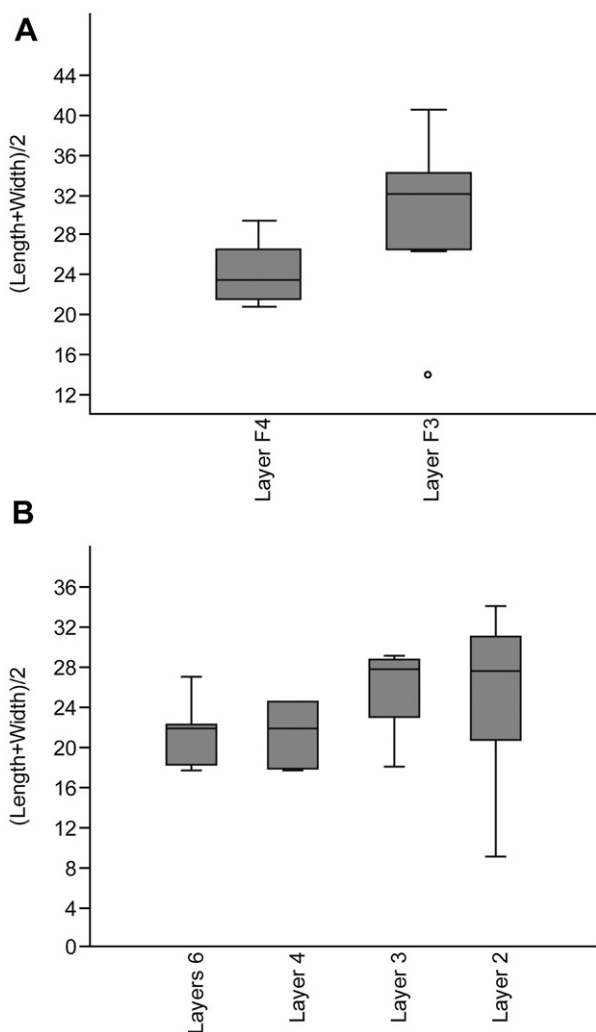 A
(Length+Width)/2
44
40
36
32
28
24
20
16
12
Layer F4
Layer F3
B
(Length+Width)/2
36
32
28
24
20
16
12
8
4
0
Layers 6
Layer 4
Layer 3
Layer 2